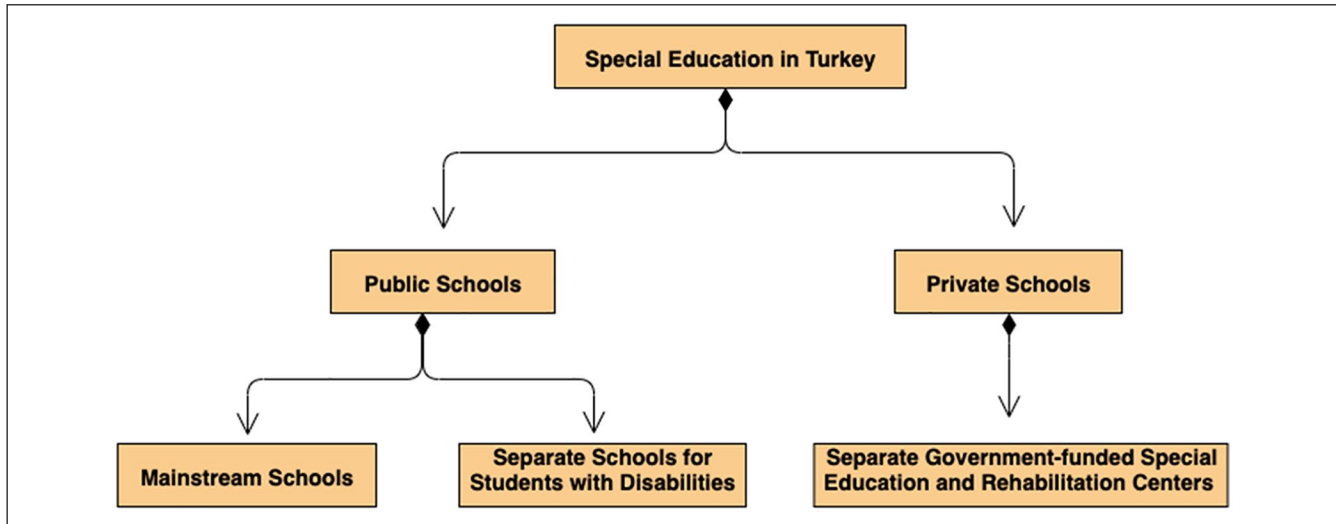 Special Education in Turkey
Public Schools
Private Schools
Mainstream Schools
Separate Schools for
Students with Disabilities
Separate Government-funded Special
Education and Rehabilitation Centers